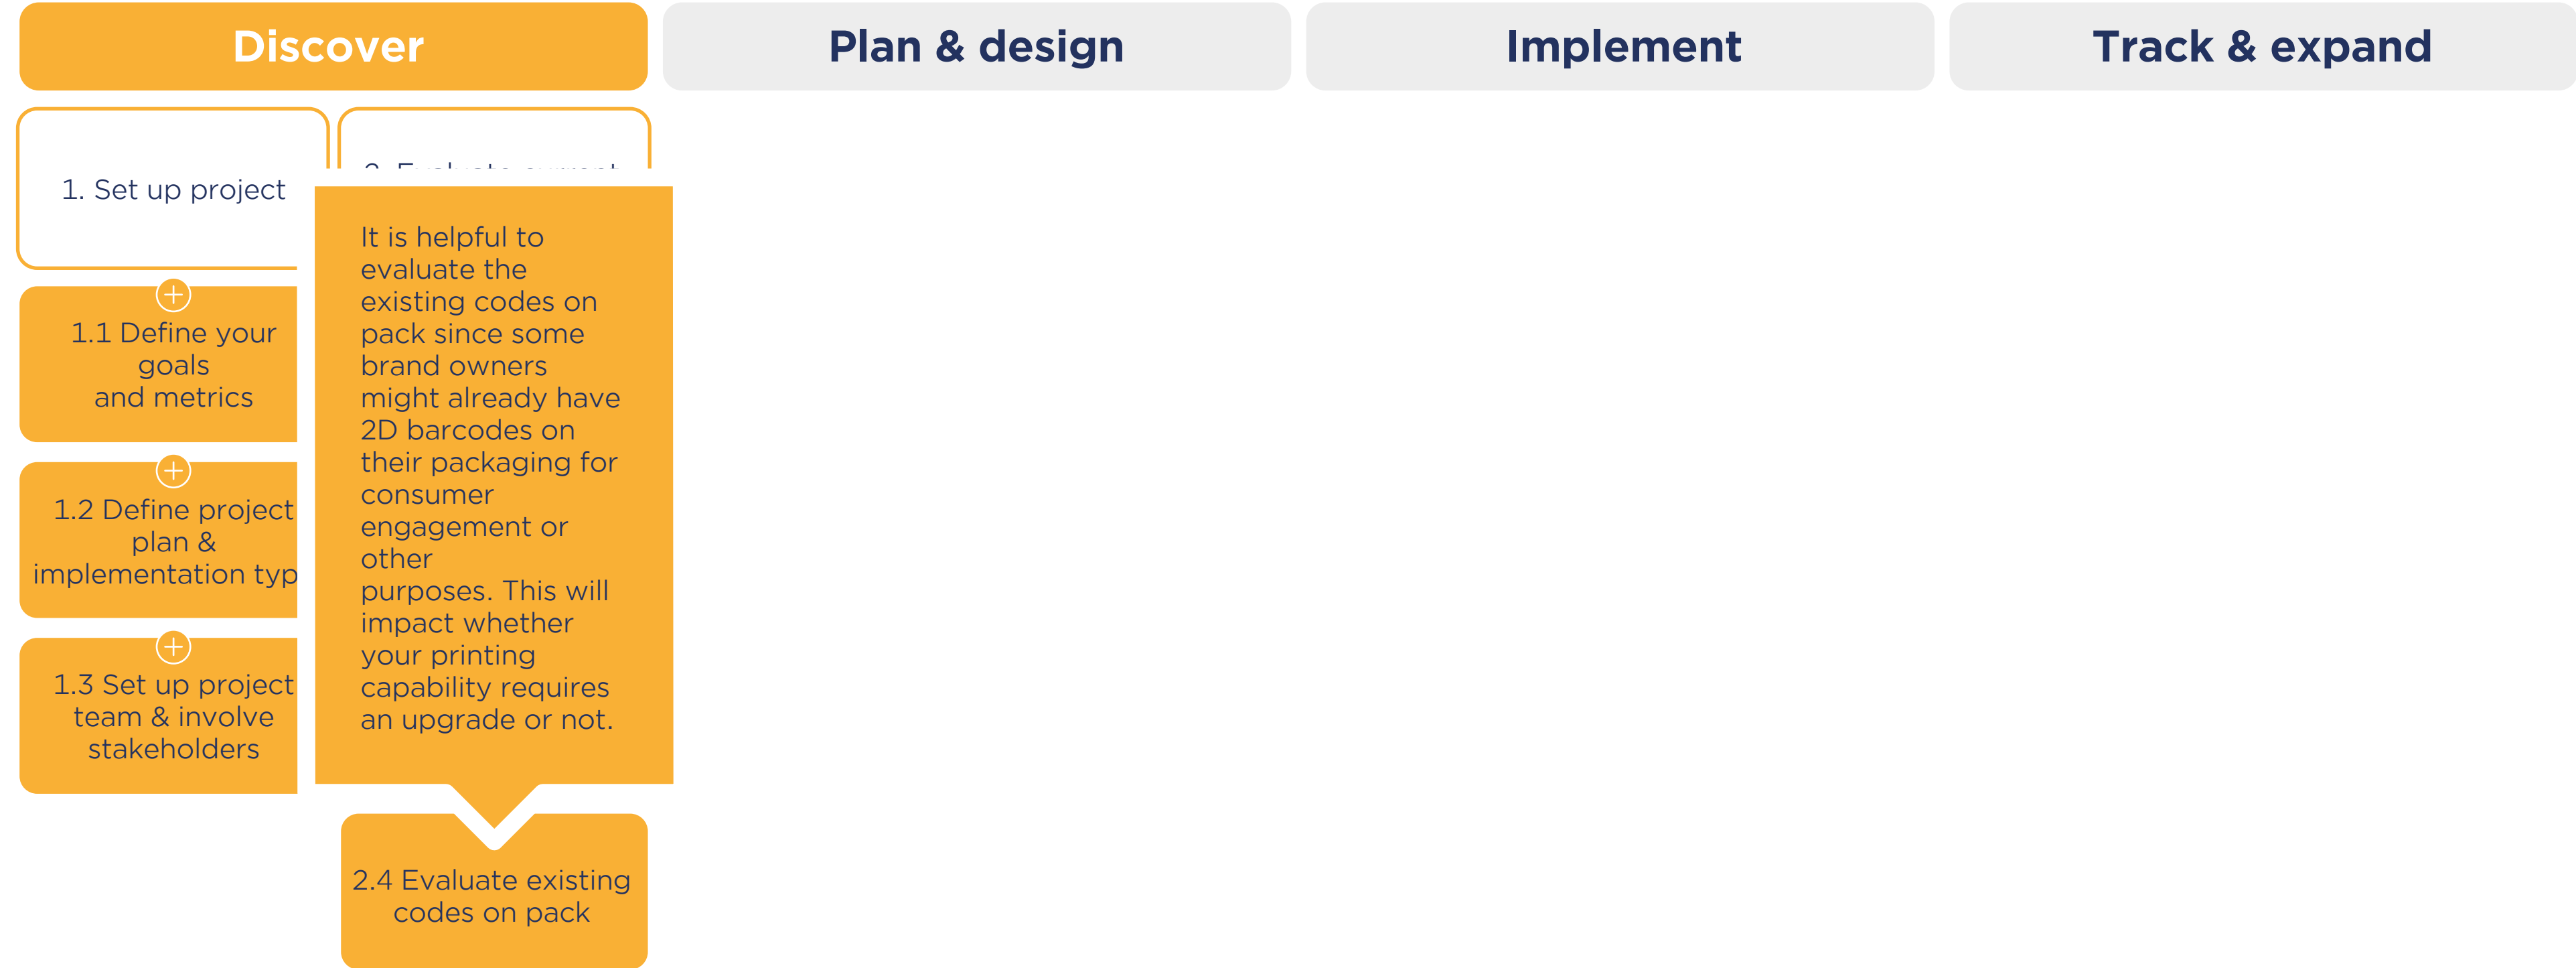 Discover
Plan & design
Implement
Track & expand
1. Set up project
1.1 Define your
goals
and metrics
1.2 Define project
plan &
implementation
1.3 Set up project
team & involve
stakeholders
It is helpful to
evaluate the
existing codes on
pack since some
brand owners
might already have
2D barcodes on
their packaging for
consumer
engagement or
other
purposes. This will
impact whether
your printing
capability requires
an upgrade or not.
2.4 Evaluate existing
codes on pack